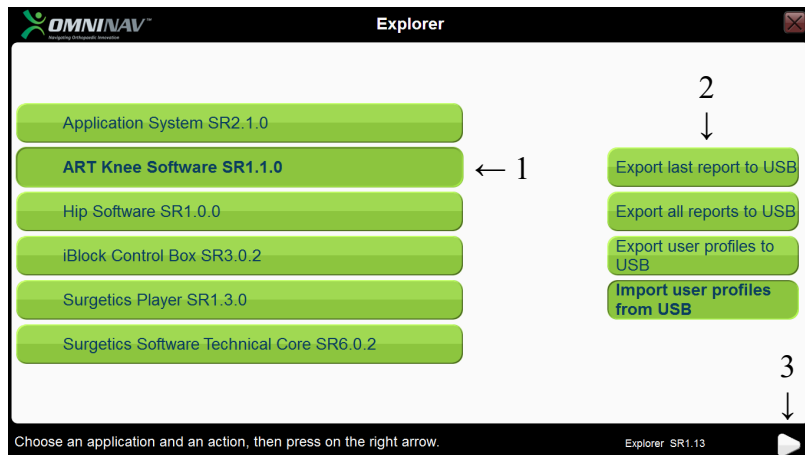 OMNINAV™
Navigating Orthopaedic Innovation
Explorer
2
Application System SR2.1.0
ART Knee Software SR1.1.0
← 1
Export last report to USB
Hip Software SR1.0.0
Export all reports to USB
iBlock Control Box SR3.0.2
Export user profiles to
USB
Surgetics Player SR1.3.0
Import user profiles
from USB
Surgetics Software Technical Core SR6.0.2
3
Choose an application and an action, then press on the right arrow.
Explorer SR1.13